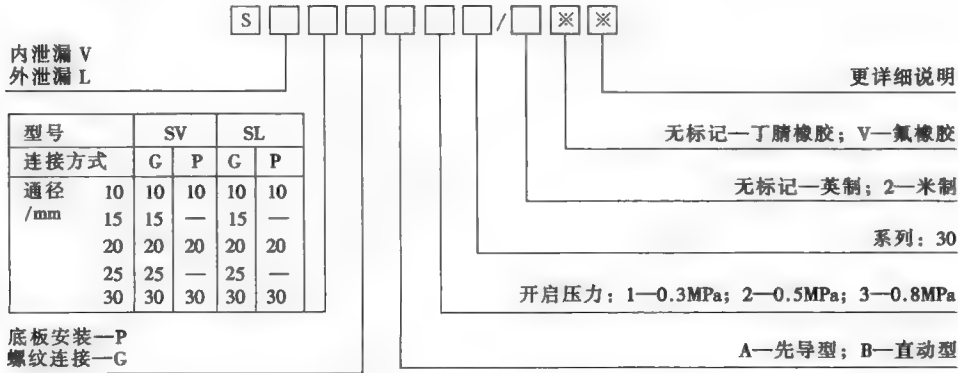 S / ※ ※
内泄漏 V
外泄漏 L
更详细说明
型号 SV SL
无标记—丁腈橡胶；V—氟橡胶
连接方式 G P G P
通径 10 10 10 10 10
无标记—英制；2—米制
/mm 15 15 — 15 —
20 20 20 20 20
系列：30
25 25 — 25 —
30 30 30 30 30
开启压力：1—0.3MPa；2—0.5MPa；3—0.8MPa
底板安装—P
螺纹连接—G
A—先导型；B—直动型